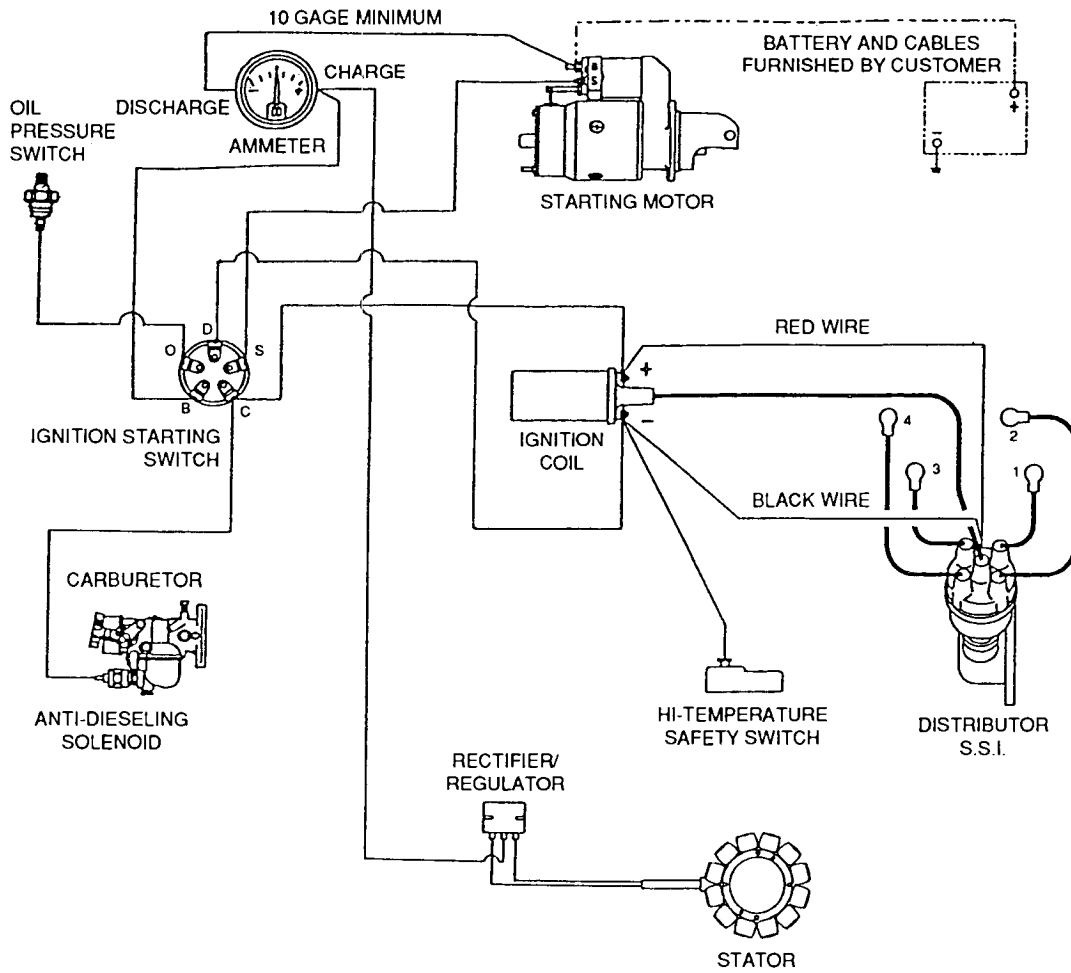 10 GAGE MINIMUM
BATTERY AND CABLES
FURNISHED BY CUSTOMER
+
–
CHARGE
DISCHARGE
AMMETER
OIL
PRESSURE
SWITCH
STARTING MOTOR
B
S
D
O
S
B
C
IGNITION STARTING
SWITCH
RED WIRE
+
–
IGNITION
COIL
4
2
3
1
BLACK WIRE
CARBURETOR
ANTI-DIESELING
SOLENOID
HI-TEMPERATURE
SAFETY SWITCH
DISTRIBUTOR
S.S.I.
RECTIFIER/
REGULATOR
STATOR